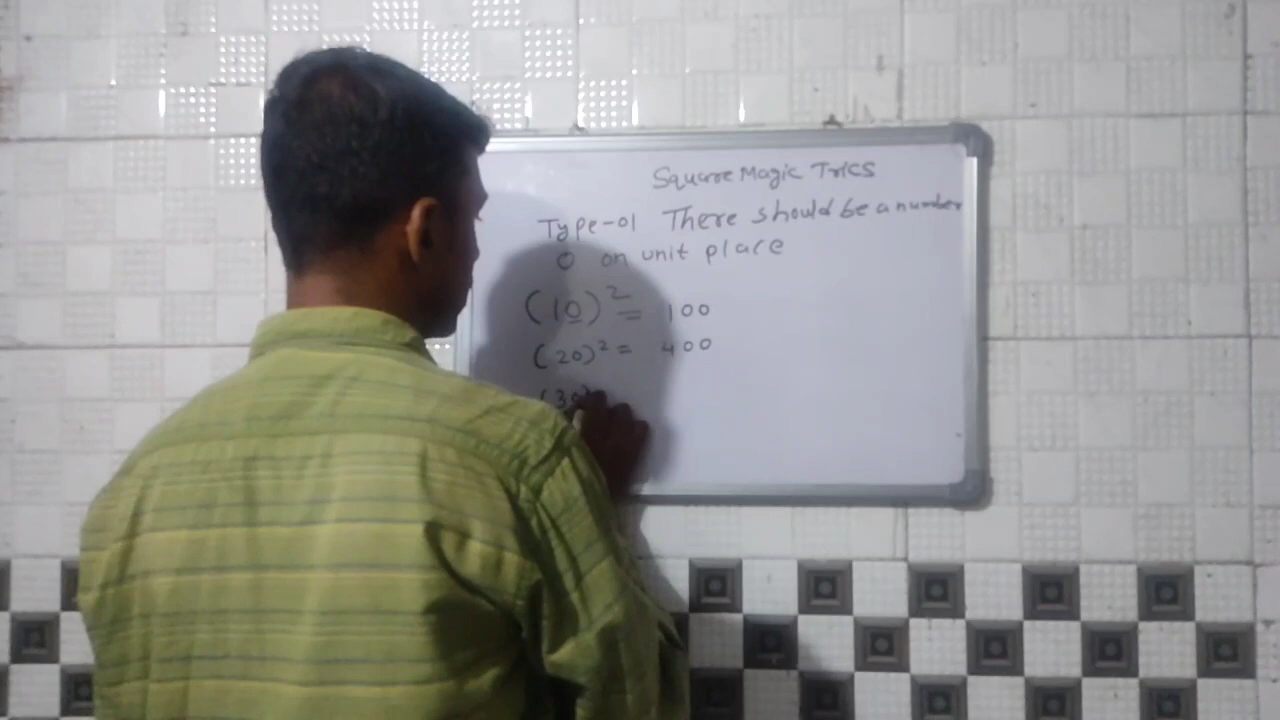 Square Magic Trics
Type-01 There should be a number
0 on unit place
(10)² = 100
(20)² = 400
(30)